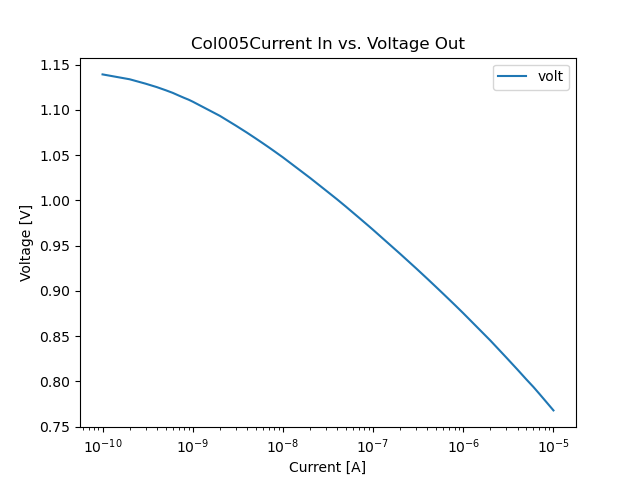 Col005Current In vs. Voltage Out
volt
1.15
1.10
1.05
1.00
0.95
0.90
0.85
0.80
0.75
Voltage [V]
10⁻¹⁰ 10⁻⁹ 10⁻⁸ 10⁻⁷ 10⁻⁶ 10⁻⁵
Current [A]